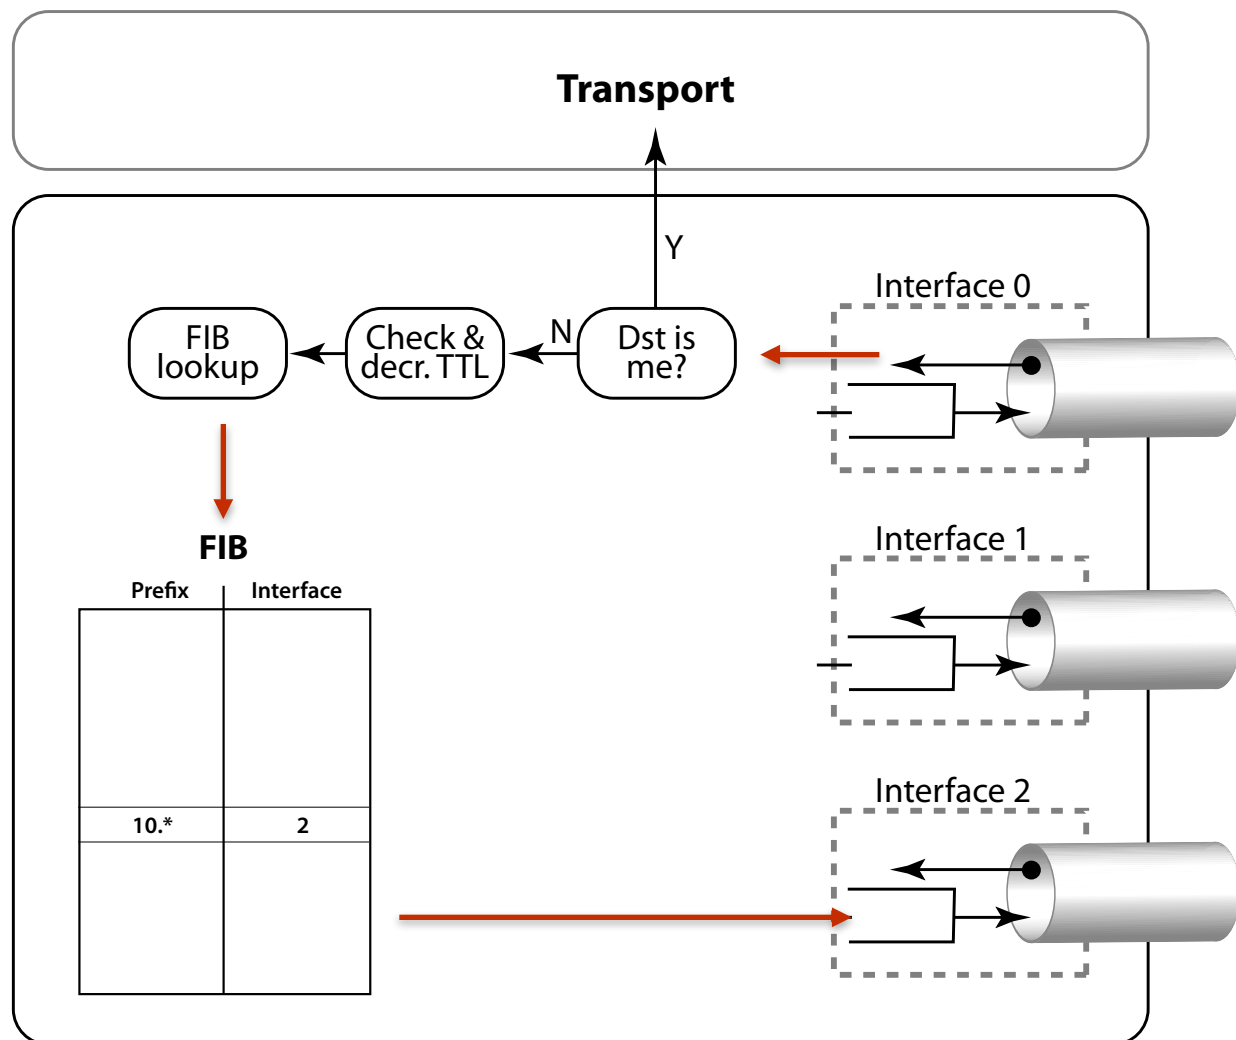 Transport
Y
Interface 0
FIB
lookup
Check &
decr. TTL
N
Dst is
me?
Interface 1
FIB
Prefix Interface
10.* 2
Interface 2